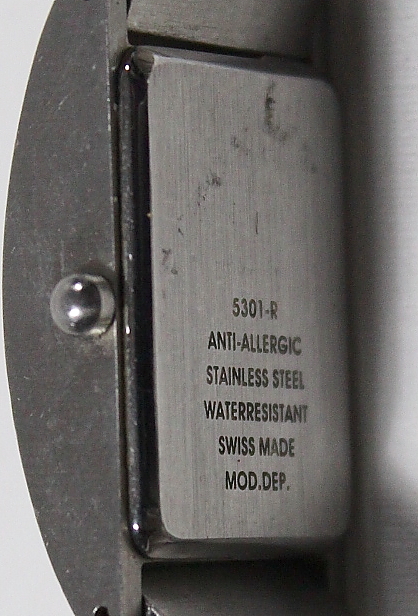 5301-R
ANTI-ALLERGIC
STAINLESS STEEL
WATERRESISTANT
SWISS MADE
MOD.DEP.